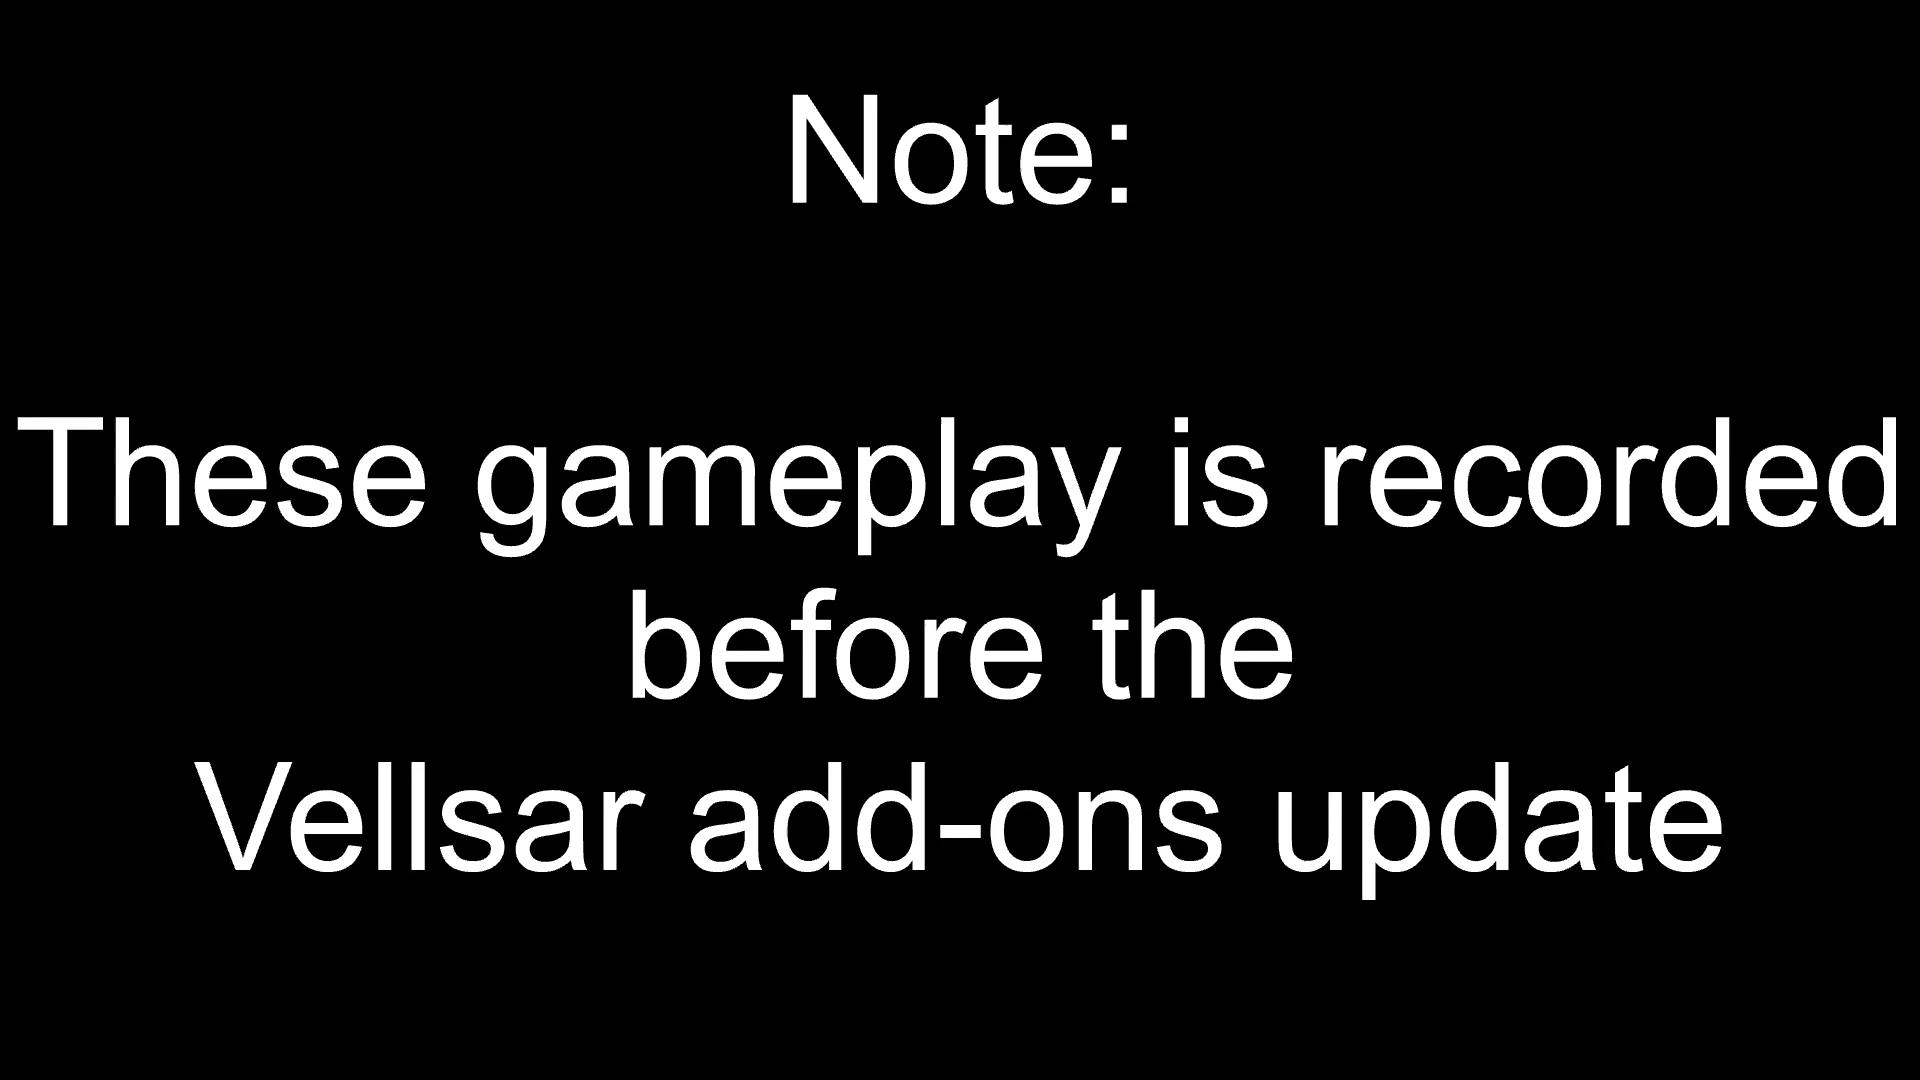 Note:
These gameplay is recorded
before the
Vellsar add-ons update